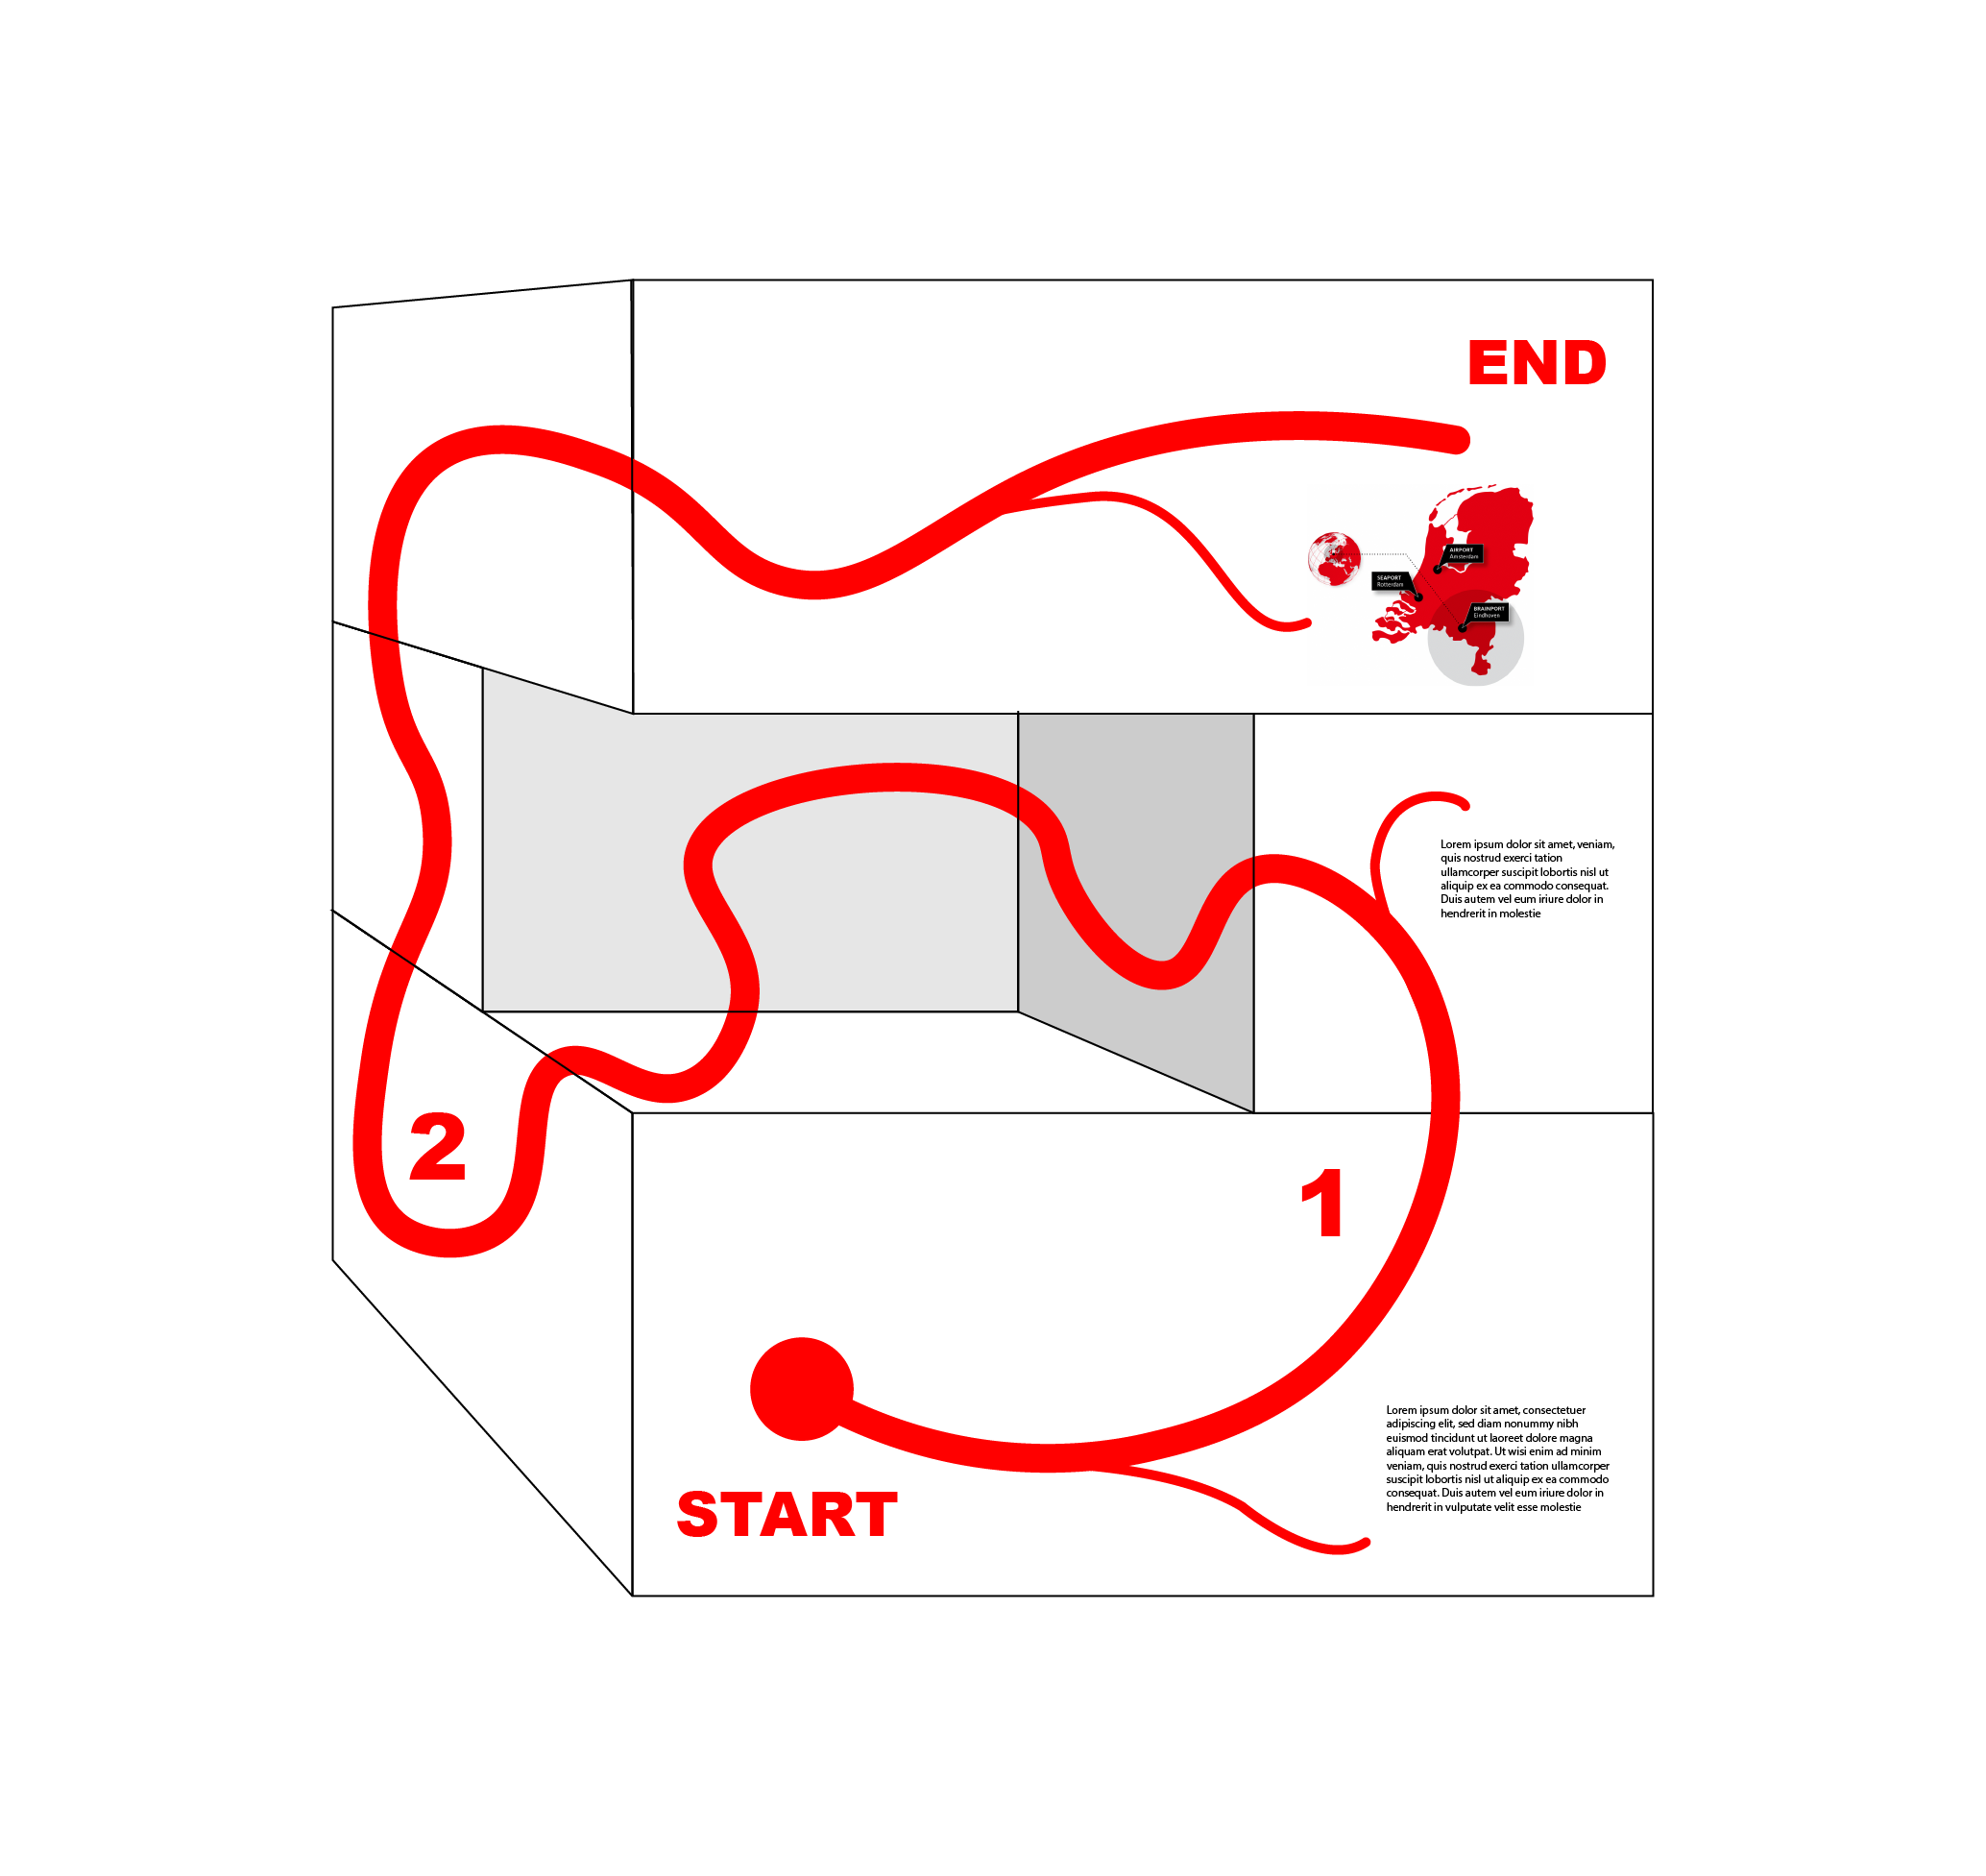 END
AIRPORT
Amsterdam
SEAPORT
Rotterdam
BRAINPORT
Eindhoven
Lorem ipsum dolor sit amet, veniam,
quis nostrud exerci tation
ullamcorper suscipit lobortis nisl ut
aliquip ex ea commodo consequat.
Duis autem vel eum iriure dolor in
hendrerit in molestie
2
1
Lorem ipsum dolor sit amet, consectetuer
adipiscing elit, sed diam nonummy nibh
euismod tincidunt ut laoreet dolore magna
aliquam erat volutpat. Ut wisi enim ad minim
veniam, quis nostrud exerci tation ullamcorper
suscipit lobortis nisl ut aliquip ex ea commodo
consequat. Duis autem vel eum iriure dolor in
hendrerit in vulputate velit esse molestie
START